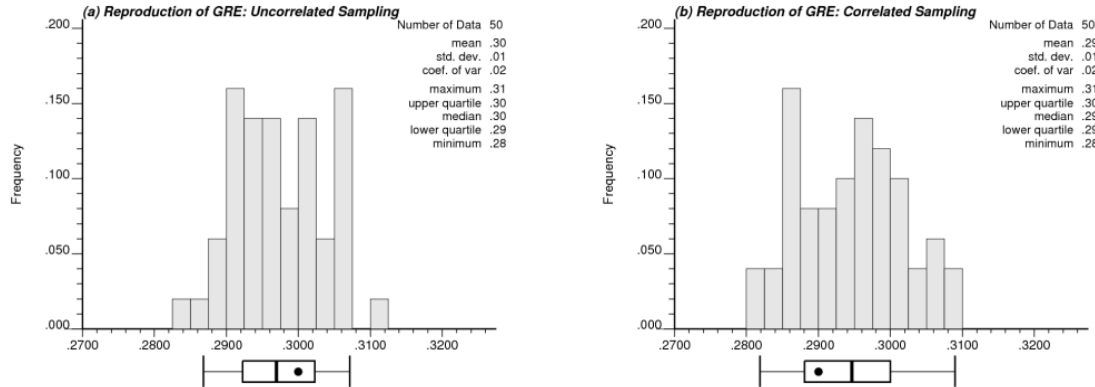 (a) Reproduction of GRE: Uncorrelated Sampling
.200
.150
.100
.050
.000
Frequency
Number of Data 50
mean .30
std. dev. .01
coef. of var .02
maximum .31
upper quartile .30
median .30
lower quartile .29
minimum .28
.2700 .2800 .2900 .3000 .3100 .3200
(b) Reproduction of GRE: Correlated Sampling
.200
.150
.100
.050
.000
Frequency
Number of Data 50
mean .29
std. dev. .01
coef. of var .02
maximum .31
upper quartile .30
median .29
lower quartile .29
minimum .28
.2700 .2800 .2900 .3000 .3100 .3200